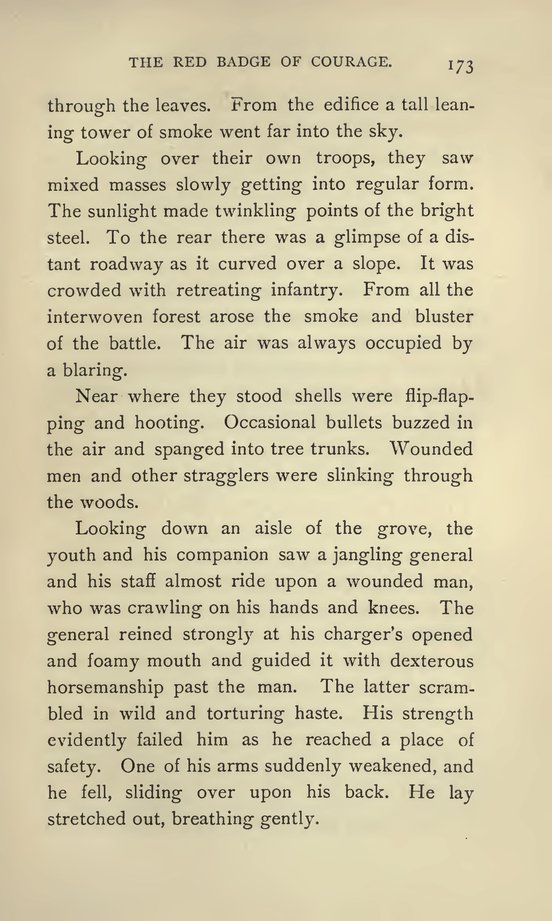 THE RED BADGE OF COURAGE. 173
through the leaves. From the edifice a tall lean-
ing tower of smoke went far into the sky.
Looking over their own troops, they saw
mixed masses slowly getting into regular form.
The sunlight made twinkling points of the bright
steel. To the rear there was a glimpse of a dis-
tant roadway as it curved over a slope. It was
crowded with retreating infantry. From all the
interwoven forest arose the smoke and bluster
of the battle. The air was always occupied by
a blaring.
Near where they stood shells were flip-flap-
ping and hooting. Occasional bullets buzzed in
the air and spanged into tree trunks. Wounded
men and other stragglers were slinking through
the woods.
Looking down an aisle of the grove, the
youth and his companion saw a jangling general
and his staff almost ride upon a wounded man,
who was crawling on his hands and knees. The
general reined strongly at his charger's opened
and foamy mouth and guided it with dexterous
horsemanship past the man. The latter scram-
bled in wild and torturing haste. His strength
evidently failed him as he reached a place of
safety. One of his arms suddenly weakened, and
he fell, sliding over upon his back. He lay
stretched out, breathing gently.